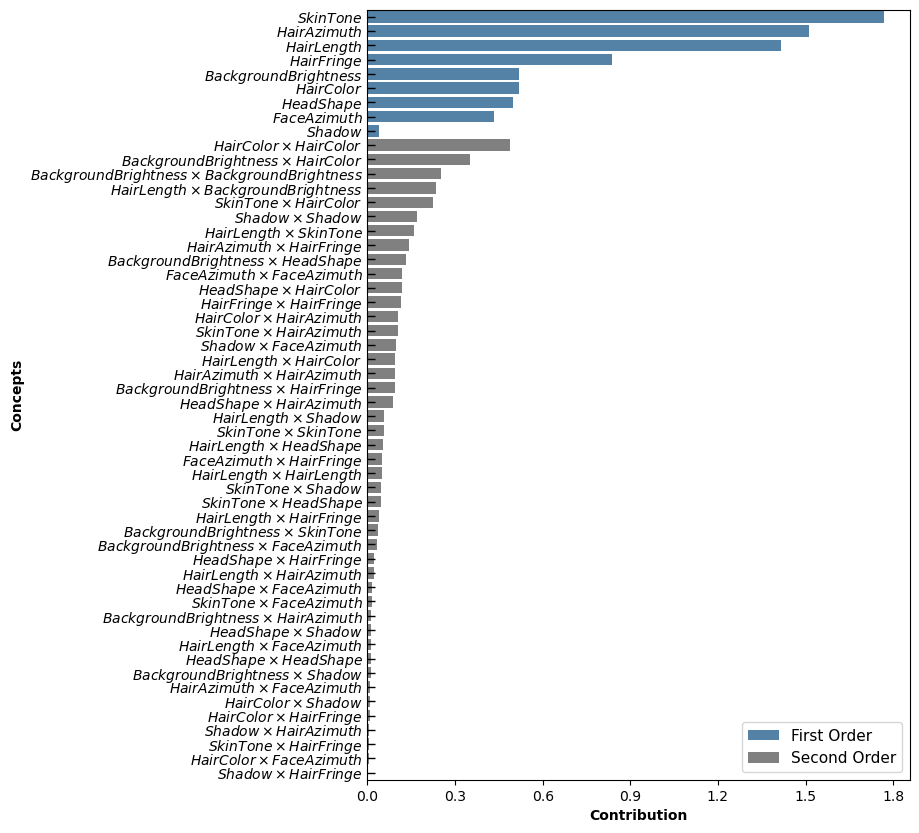 SkinTone
HairAzimuth
HairLength
HairFringe
BackgroundBrightness
HairColor
HeadShape
FaceAzimuth
Shadow
HairColor × HairColor
BackgroundBrightness × HairColor
BackgroundBrightness × BackgroundBrightness
HairLength × BackgroundBrightness
SkinTone × HairColor
Shadow × Shadow
HairLength × SkinTone
HairAzimuth × HairFringe
BackgroundBrightness × HeadShape
FaceAzimuth × FaceAzimuth
HeadShape × HairColor
HairFringe × HairFringe
HairColor × HairAzimuth
SkinTone × HairAzimuth
Shadow × FaceAzimuth
HairLength × HairColor
HairAzimuth × HairAzimuth
BackgroundBrightness × HairFringe
HeadShape × HairAzimuth
HairLength × Shadow
SkinTone × SkinTone
HairLength × HeadShape
FaceAzimuth × HairFringe
HairLength × HairLength
SkinTone × Shadow
SkinTone × HeadShape
HairLength × HairFringe
BackgroundBrightness × SkinTone
BackgroundBrightness × FaceAzimuth
HeadShape × HairFringe
HairLength × HairAzimuth
HeadShape × FaceAzimuth
SkinTone × FaceAzimuth
BackgroundBrightness × HairAzimuth
HeadShape × Shadow
HairLength × FaceAzimuth
HeadShape × HeadShape
BackgroundBrightness × Shadow
HairAzimuth × FaceAzimuth
HairColor × Shadow
HairColor × HairFringe
Shadow × HairAzimuth
SkinTone × HairFringe
HairColor × FaceAzimuth
Shadow × HairFringe
Concepts
First Order
Second Order
0.0 0.3 0.6 0.9 1.2 1.5 1.8
Contribution